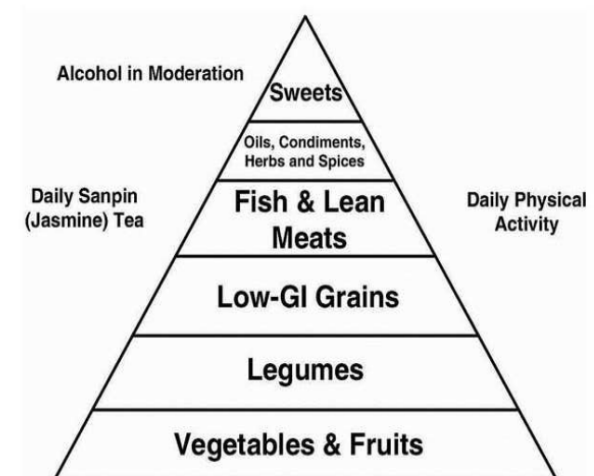 Alcohol in Moderation
Sweets
Oils, Condiments,
Herbs and Spices
Daily Sanpin
(Jasmine) Tea
Fish & Lean
Meats
Daily Physical
Activity
Low-GI Grains
Legumes
Vegetables & Fruits